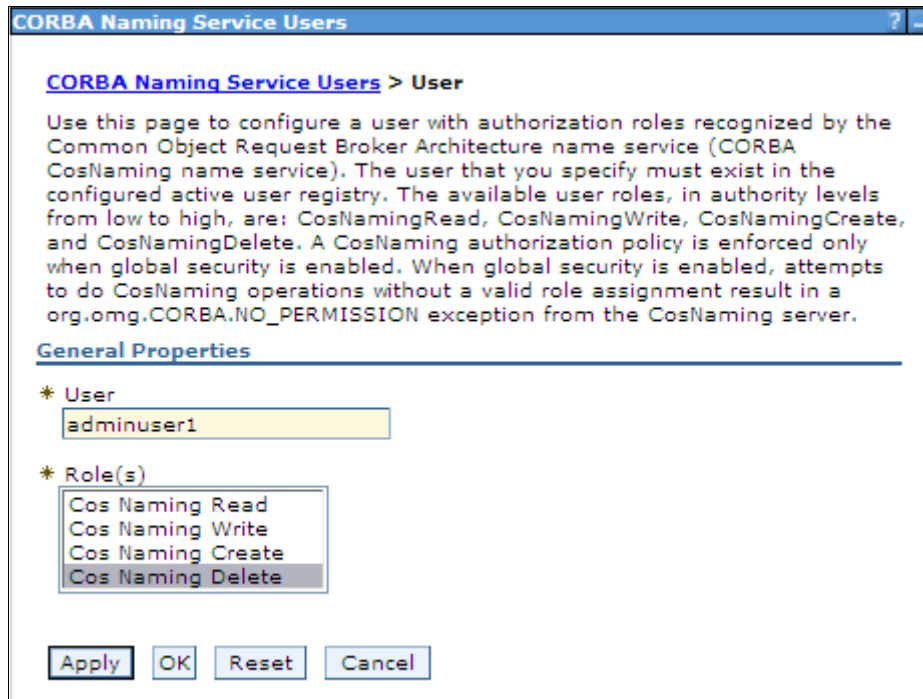 CORBA Naming Service Users ? –
CORBA Naming Service Users > User
Use this page to configure a user with authorization roles recognized by the
Common Object Request Broker Architecture name service (CORBA
CosNaming name service). The user that you specify must exist in the
configured active user registry. The available user roles, in authority levels
from low to high, are: CosNamingRead, CosNamingWrite, CosNamingCreate,
and CosNamingDelete. A CosNaming authorization policy is enforced only
when global security is enabled. When global security is enabled, attempts
to do CosNaming operations without a valid role assignment result in a
org.omg.CORBA.NO_PERMISSION exception from the CosNaming server.
General Properties
* User
adminuser1
* Role(s)
Cos Naming Read
Cos Naming Write
Cos Naming Create
Cos Naming Delete
Apply OK Reset Cancel